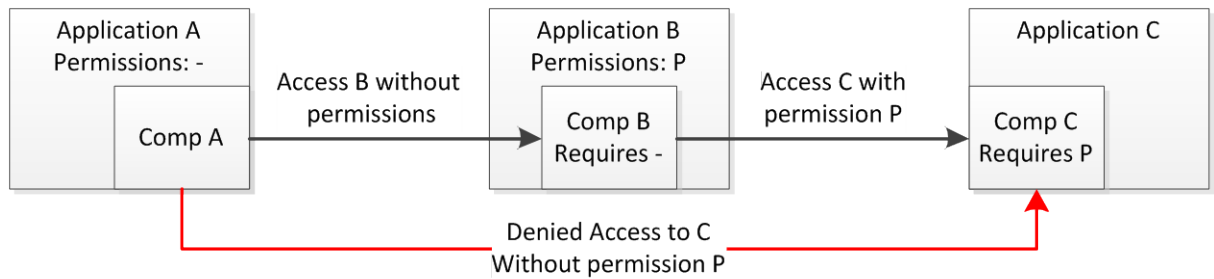 Application A
Permissions: -
Comp A
Access B without
permissions
Application B
Permissions: P
Comp B
Requires -
Access C with
permission P
Application C
Comp C
Requires P
Denied Access to C
Without permission P